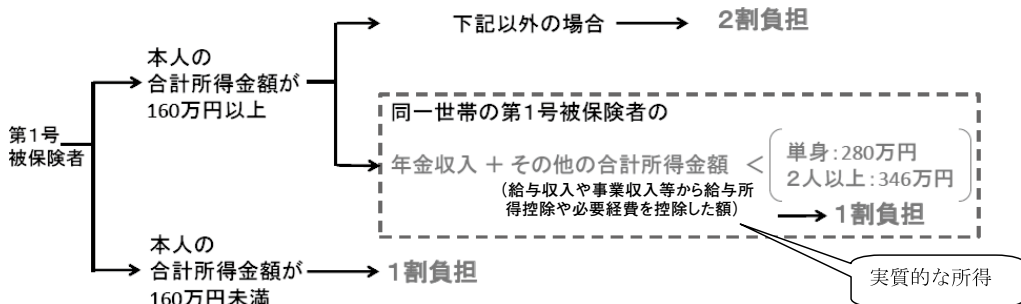 下記以外の場合
2割負担
本人の
合計所得金額が
160万円以上
同一世帯の第1号被保険者の
第1号
被保険者
年金収入 + その他の合計所得金額 <
単身：280万円
2人以上：346万円
（給与収入や事業収入等から給与所
得控除や必要経費を控除した額）
1割負担
本人の
合計所得金額が
160万円未満
1割負担
実質的な所得